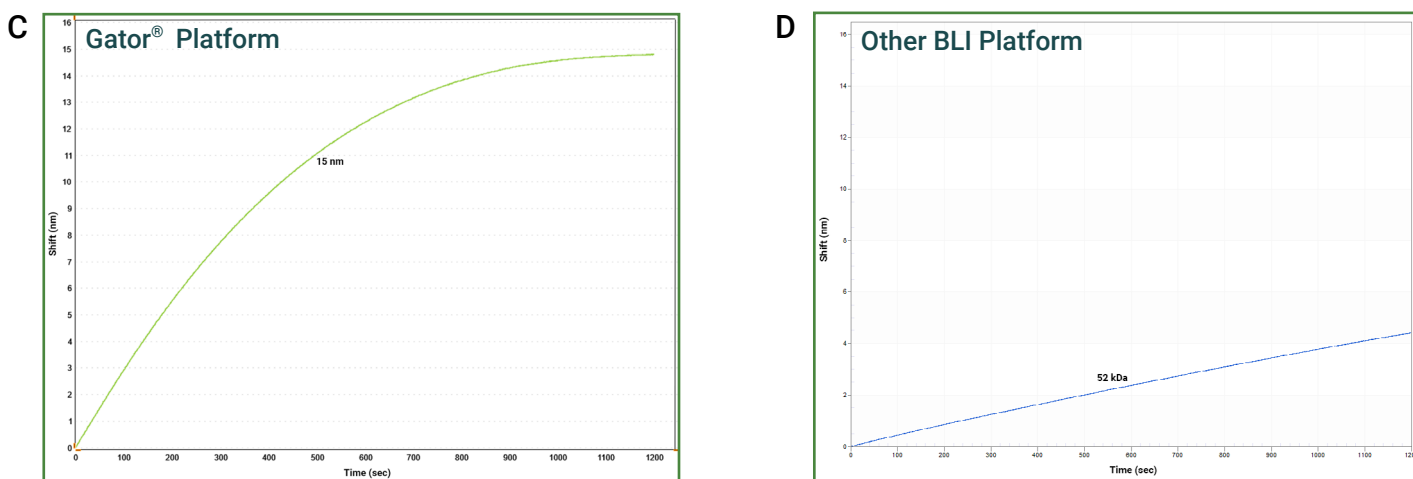 C
Gator® Platform
16
15
14
13
12
11
10
9
8
7
6
5
4
3
2
1
0
Shift (nm)
15 nm
0 100 200 300 400 500 600 700 800 900 1000 1100 1200
Time (sec)
D
Other BLI Platform
16
14
12
10
8
6
4
2
0
Shift (nm)
52 kDa
0 100 200 300 400 500 600 700 800 900 1000 1100 120
Time (sec)